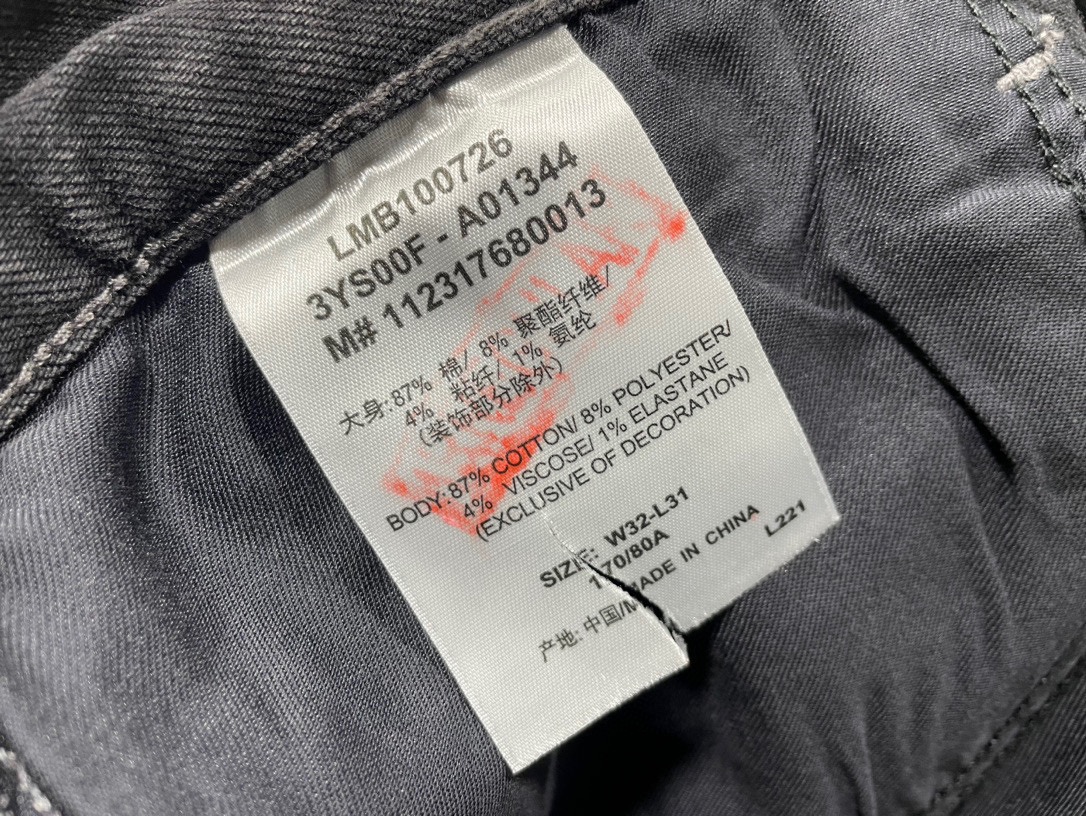 LMB100726
3YS00F - A01344
M# 112317680013
大身:87% 棉/ 8% 聚酯纤维/
4% 粘纤/ 1% 氨纶
(装饰部分除外)
BODY:87% COTTON/ 8% POLYESTER/
4% VISCOSE/ 1% ELASTANE
(EXCLUSIVE OF DECORATION)
SIZE: W32-L31
170/80A
产地: 中国/MADE IN CHINA
L221